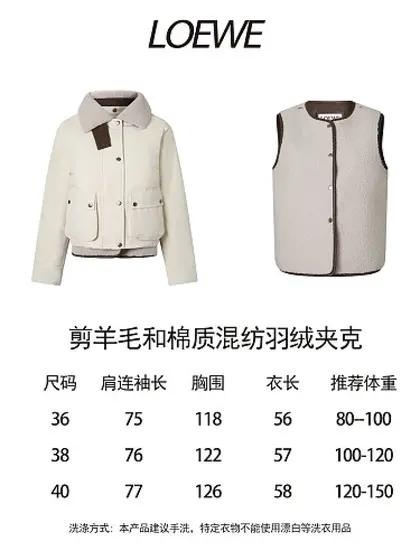 LOEWE
LOEWE
剪羊毛和棉质混纺羽绒夹克
尺码 肩连袖长 胸围 衣长 推荐体重
36 75 118 56 80--100
38 76 122 57 100-120
40 77 126 58 120-150
洗涤方式：本产品建议手洗。特定衣物不能使用漂白等洗衣用品